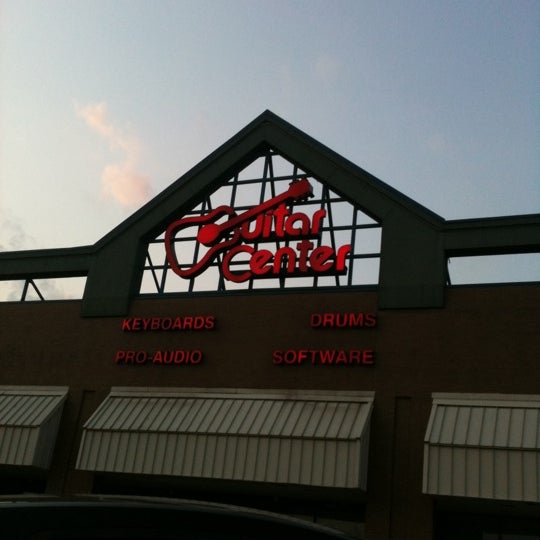 Guitar
Center
KEYBOARDS DRUMS
PRO-AUDIO SOFTWARE